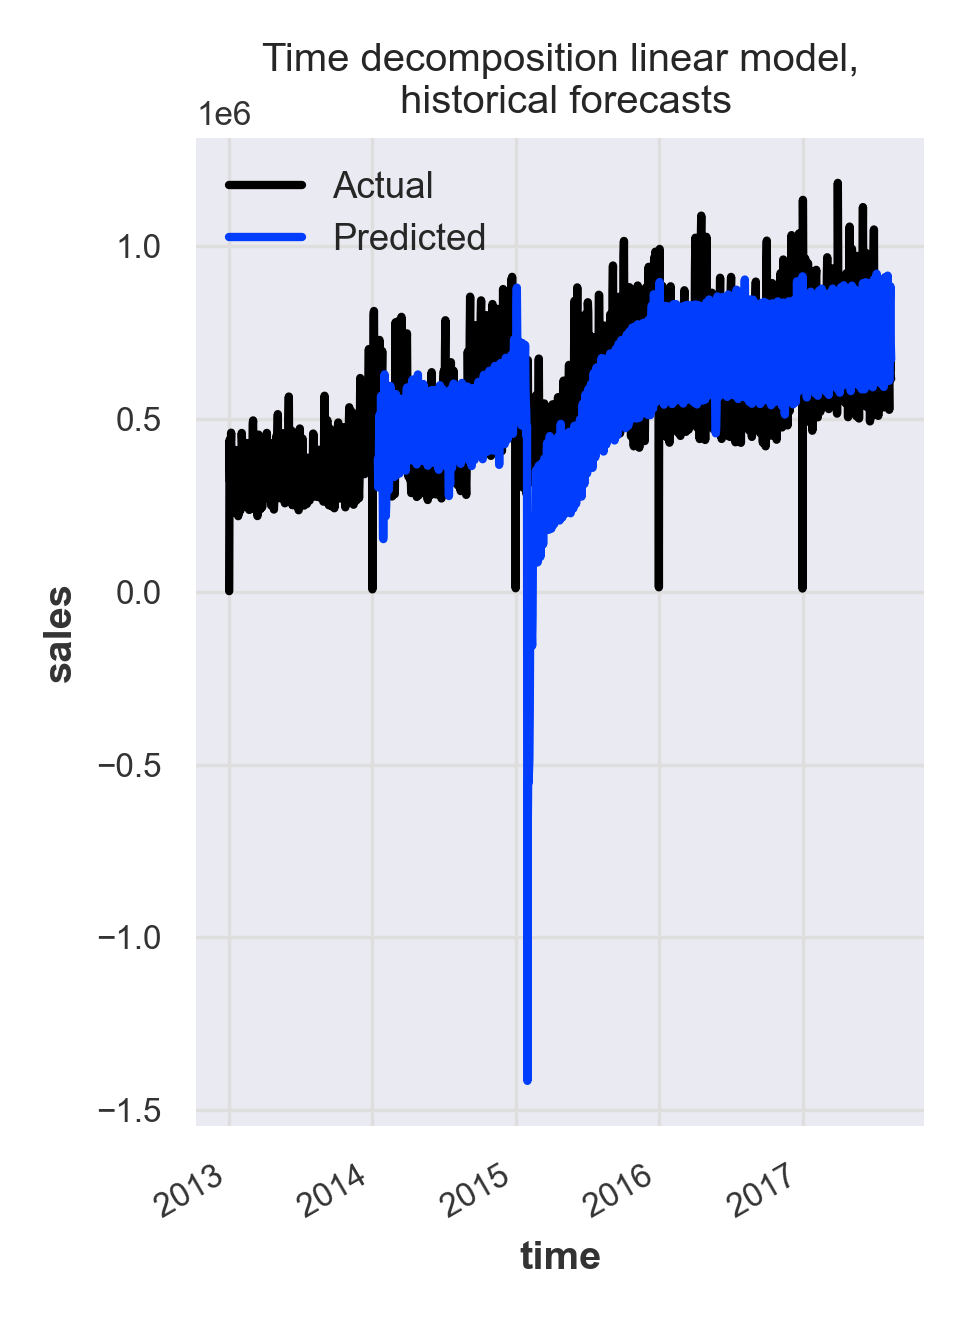 Time decomposition linear model,
historical forecasts
1e6
Actual
Predicted
1.0
0.5
0.0
−0.5
−1.0
−1.5
sales
2013
2014
2015
2016
2017
time